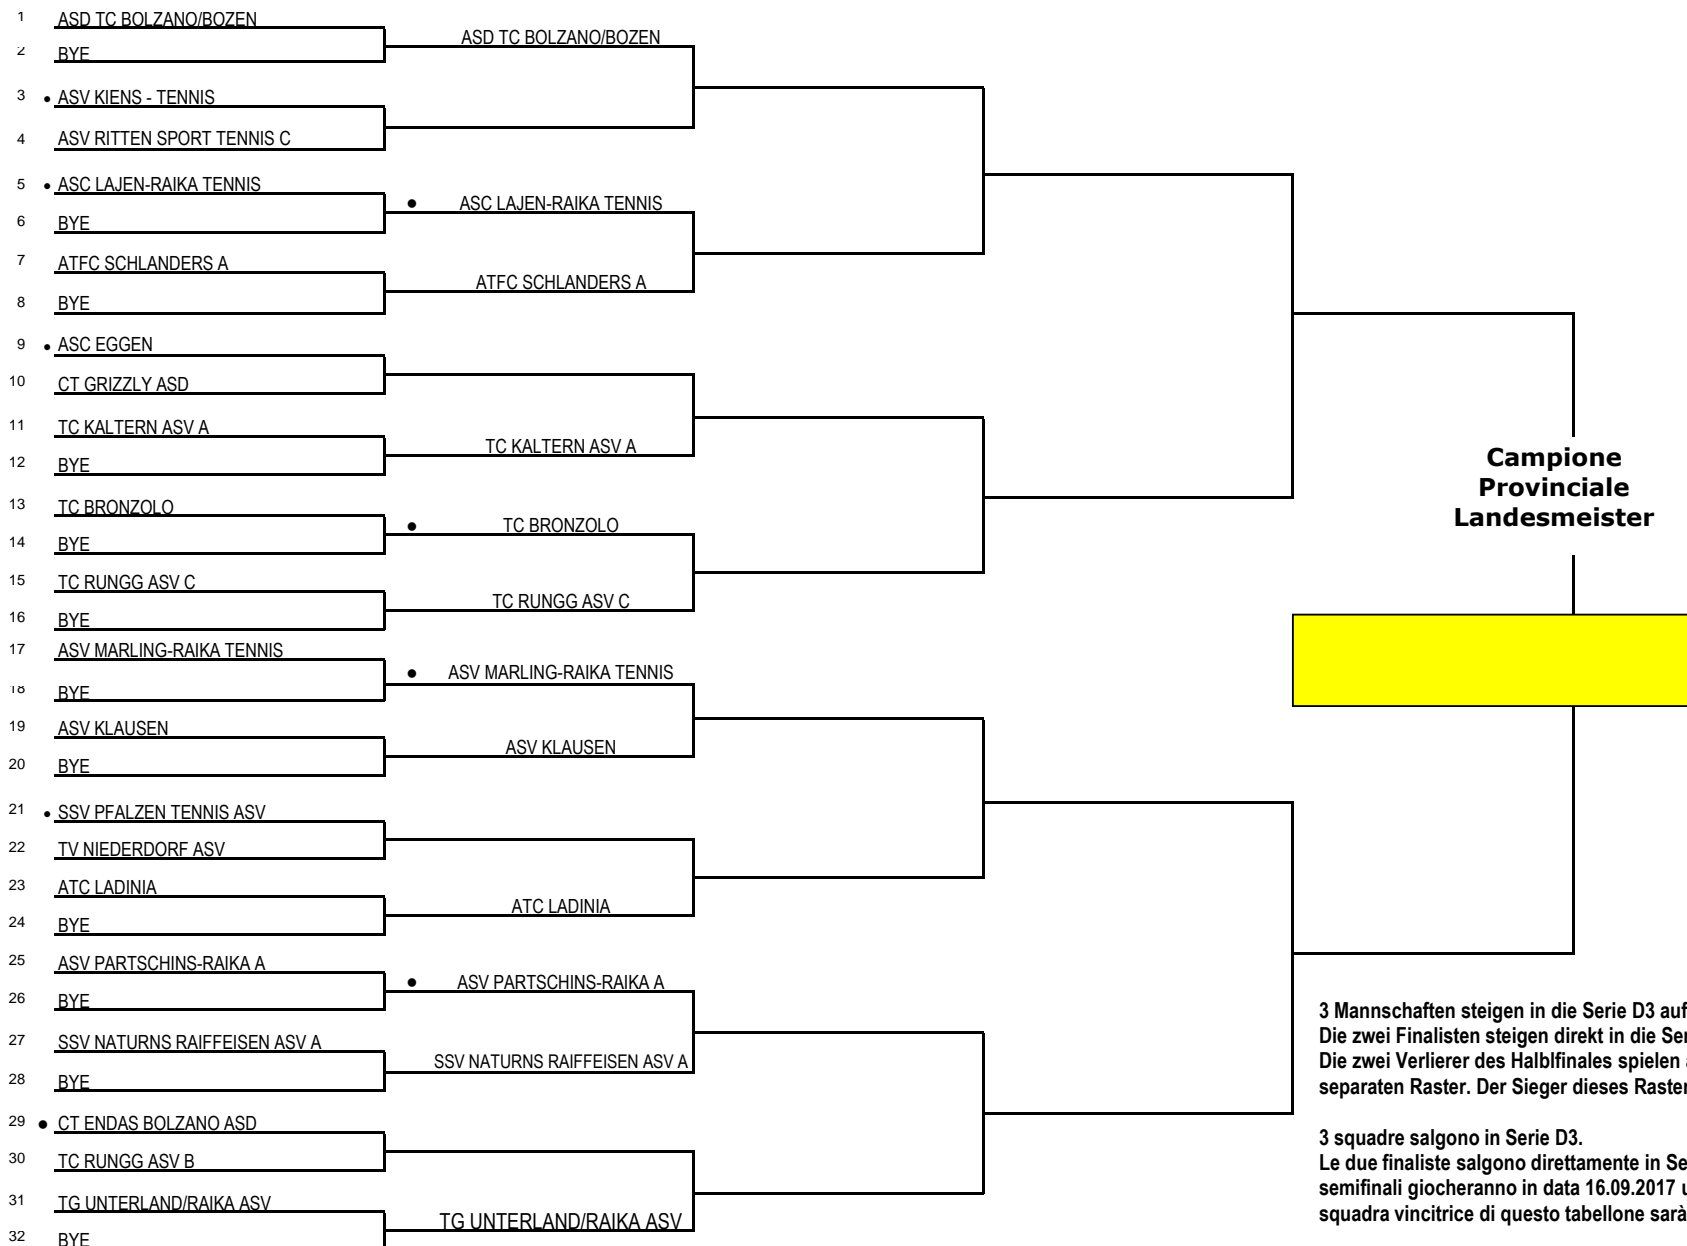 1 ASD TC BOLZANO/BOZEN
2 BYE
ASD TC BOLZANO/BOZEN
3 • ASV KIENS - TENNIS
4 ASV RITTEN SPORT TENNIS C
5 • ASC LAJEN-RAIKA TENNIS
6 BYE
• ASC LAJEN-RAIKA TENNIS
7 ATFC SCHLANDERS A
8 BYE
ATFC SCHLANDERS A
9 • ASC EGGEN
10 CT GRIZZLY ASD
11 TC KALTERN ASV A
12 BYE
TC KALTERN ASV A
13 TC BRONZOLO
14 BYE
• TC BRONZOLO
15 TC RUNGG ASV C
16 BYE
TC RUNGG ASV C
17 ASV MARLING-RAIKA TENNIS
18 BYE
• ASV MARLING-RAIKA TENNIS
19 ASV KLAUSEN
20 BYE
ASV KLAUSEN
21 • SSV PFALZEN TENNIS ASV
22 TV NIEDERDORF ASV
23 ATC LADINIA
24 BYE
ATC LADINIA
25 ASV PARTSCHINS-RAIKA A
26 BYE
• ASV PARTSCHINS-RAIKA A
27 SSV NATURNS RAIFFEISEN ASV A
28 BYE
SSV NATURNS RAIFFEISEN ASV A
29 • CT ENDAS BOLZANO ASD
30 TC RUNGG ASV B
31 TG UNTERLAND/RAIKA ASV
32 BYE
TG UNTERLAND/RAIKA ASV
Campione
Provinciale
Landesmeister
3 Mannschaften steigen in die Serie D3 auf
Die zwei Finalisten steigen direkt in die Ser
Die zwei Verlierer des Halblfinales spielen
separaten Raster. Der Sieger dieses Raster
3 squadre salgono in Serie D3.
Le due finaliste salgono direttamente in Se
semifinali giocheranno in data 16.09.2017 u
squadra vincitrice di questo tabellone sarà